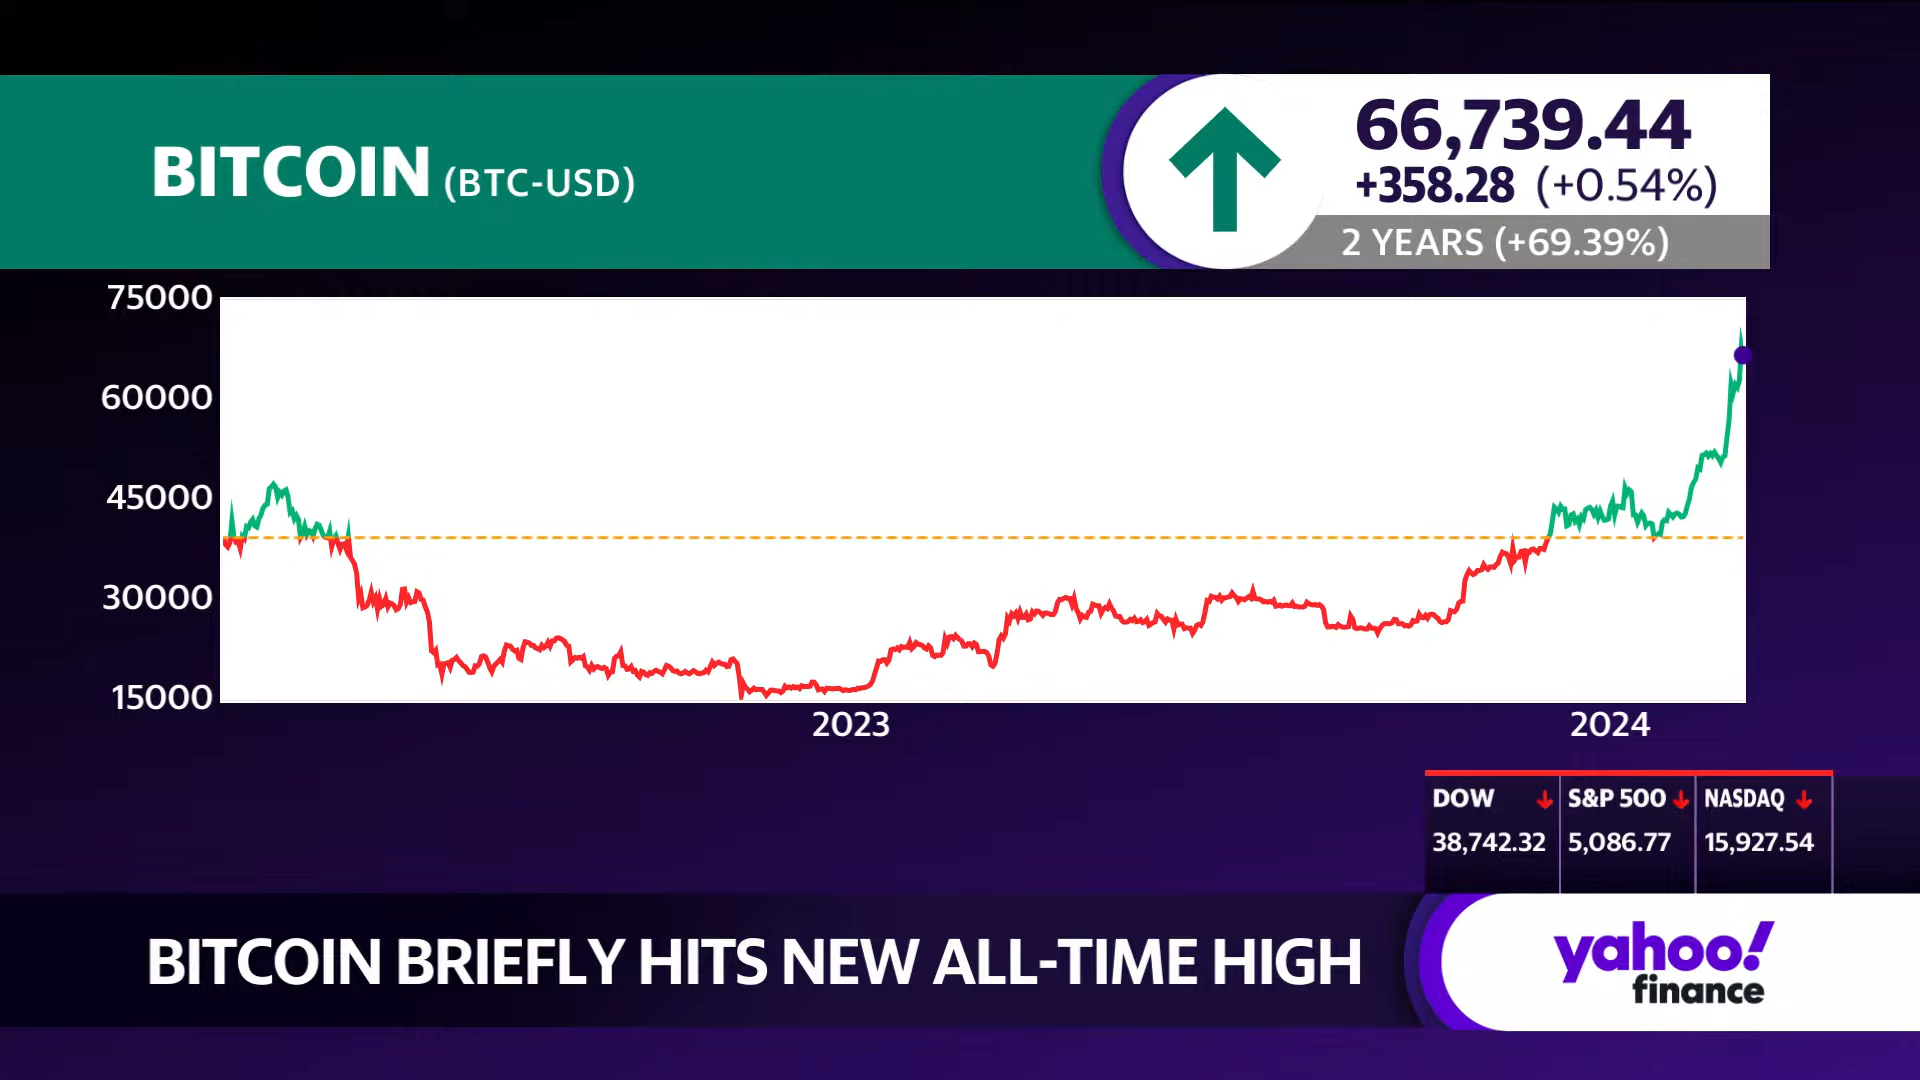 BITCOIN (BTC-USD)
66,739.44
+358.28 (+0.54%)
2 YEARS (+69.39%)
75000
60000
45000
30000
15000
2023
2024
DOW
38,742.32
S&P 500
5,086.77
NASDAQ
15,927.54
BITCOIN BRIEFLY HITS NEW ALL-TIME HIGH
yahoo!
finance